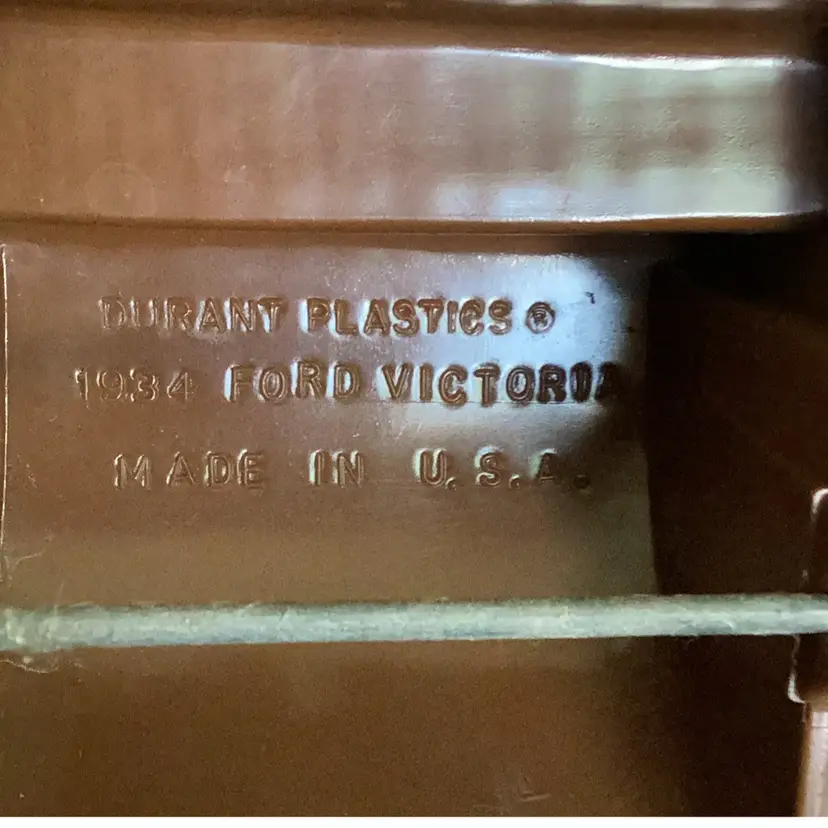 DURANT PLASTICS ®
1934 FORD VICTORIA
MADE IN U.S.A.